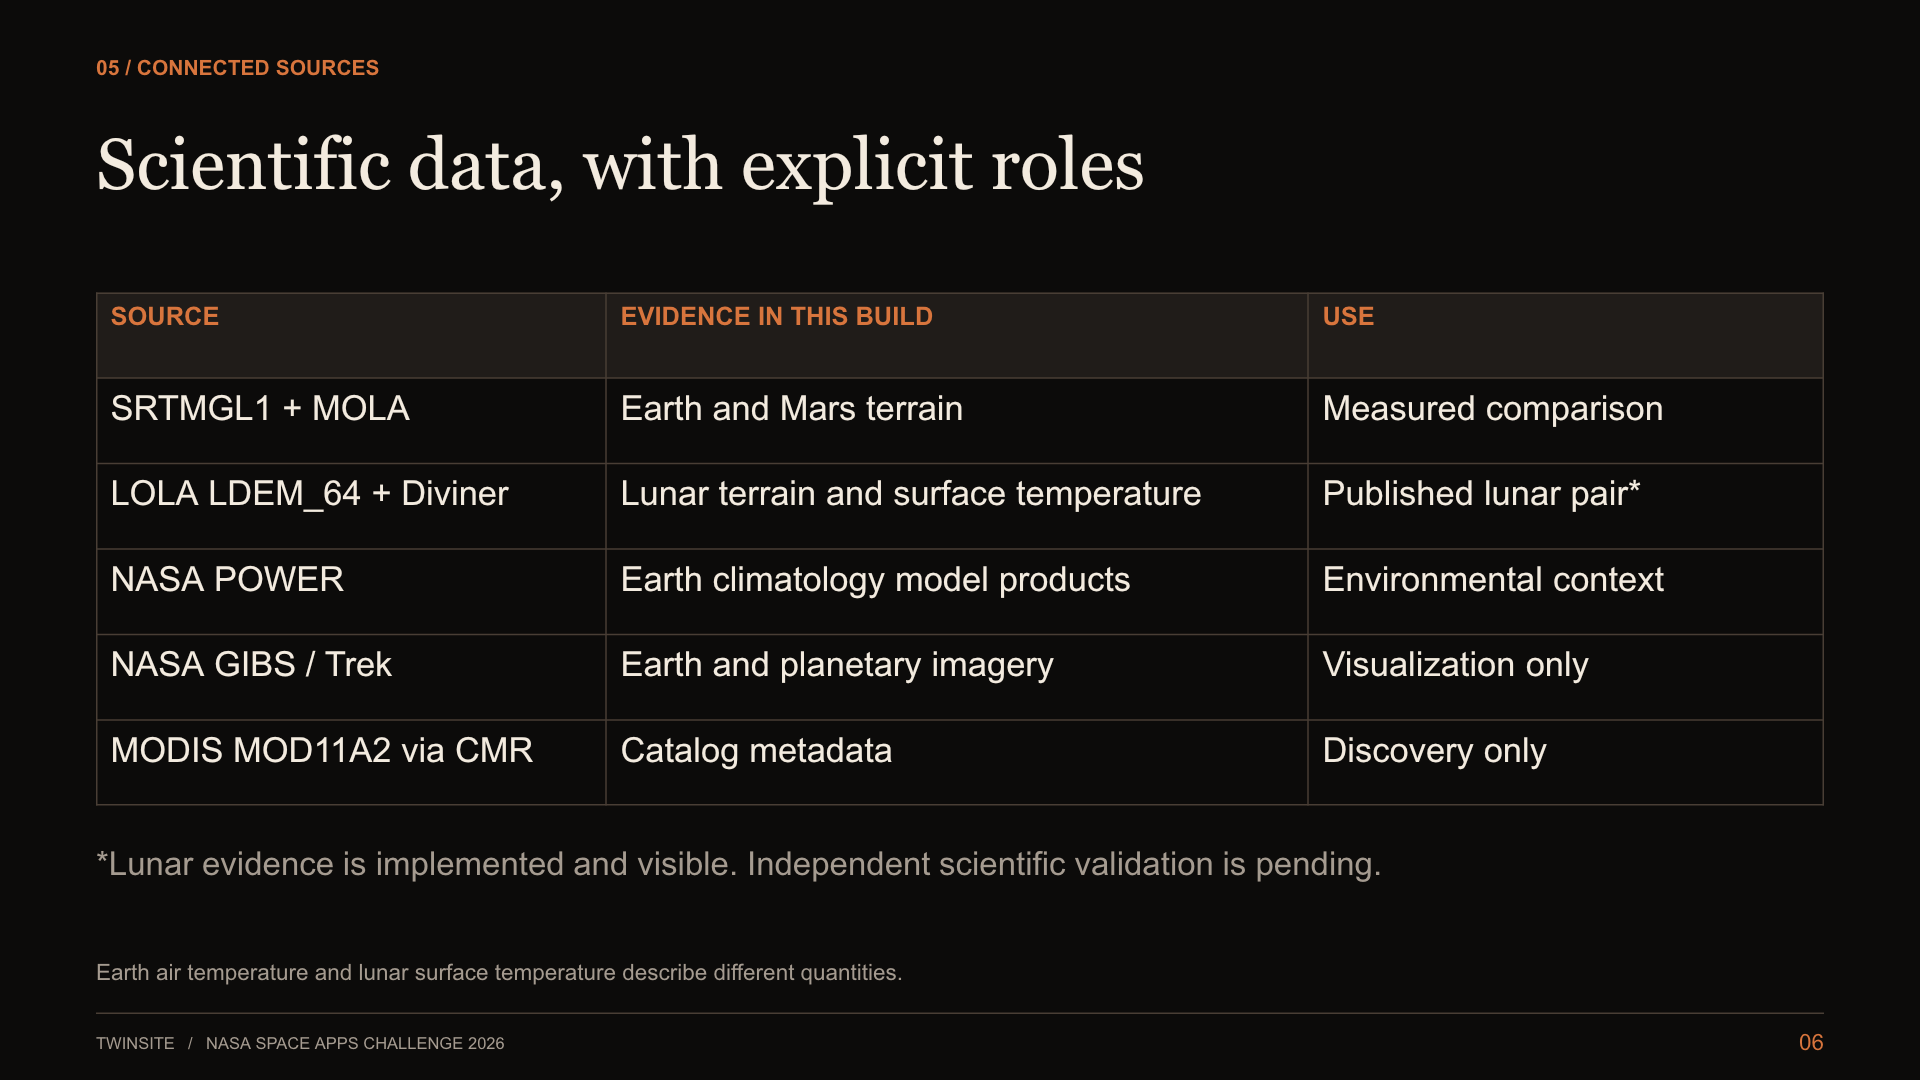 05 / CONNECTED SOURCES
Scientific data, with explicit roles
SOURCE EVIDENCE IN THIS BUILD USE
SRTMGL1 + MOLA Earth and Mars terrain Measured comparison
LOLA LDEM_64 + Diviner Lunar terrain and surface temperature Published lunar pair*
NASA POWER Earth climatology model products Environmental context
NASA GIBS / Trek Earth and planetary imagery Visualization only
MODIS MOD11A2 via CMR Catalog metadata Discovery only
*Lunar evidence is implemented and visible. Independent scientific validation is pending.
Earth air temperature and lunar surface temperature describe different quantities.
TWINSITE / NASA SPACE APPS CHALLENGE 2026 06